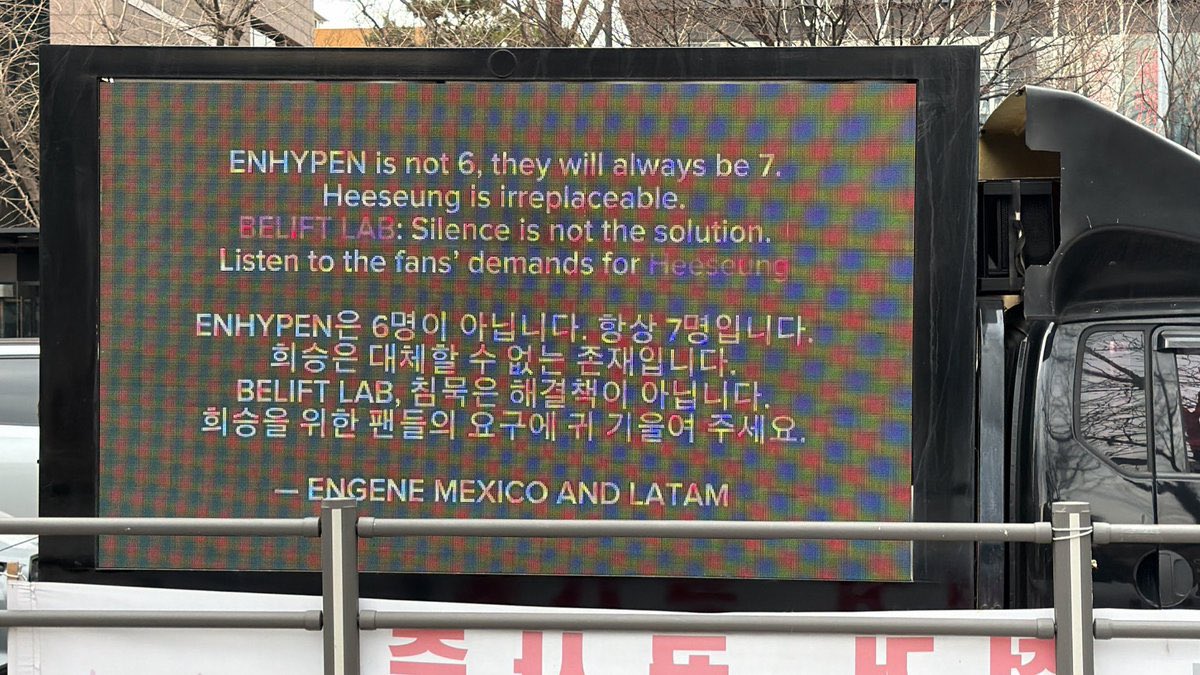 ENHYPEN is not 6, they will always be 7.
Heeseung is irreplaceable.
BELIFT LAB: Silence is not the solution.
Listen to the fans' demands for Heeseung
ENHYPEN은 6명이 아닙니다. 항상 7명입니다.
희승은 대체할 수 없는 존재입니다.
BELIFT LAB, 침묵은 해결책이 아닙니다.
희승을 위한 팬들의 요구에 귀 기울여 주세요.
— ENGENE MEXICO AND LATAM